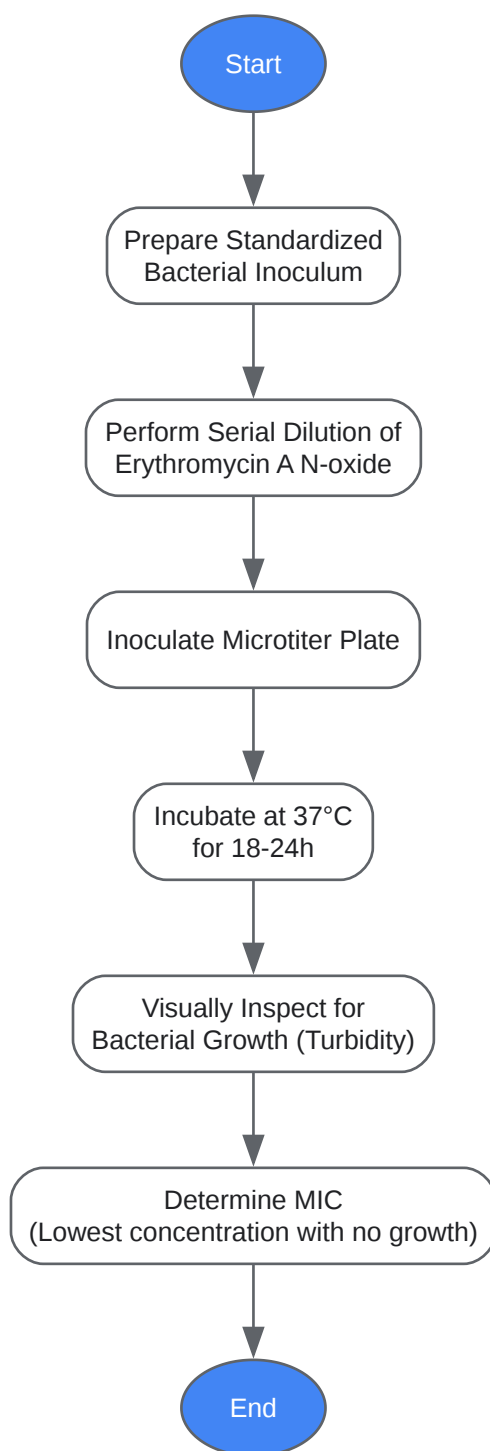 Start
Prepare Standardized
Bacterial Inoculum
Perform Serial Dilution of
Erythromycin A N-oxide
Inoculate Microtiter Plate
Incubate at 37°C
for 18-24h
Visually Inspect for
Bacterial Growth (Turbidity)
Determine MIC
(Lowest concentration with no growth)
End